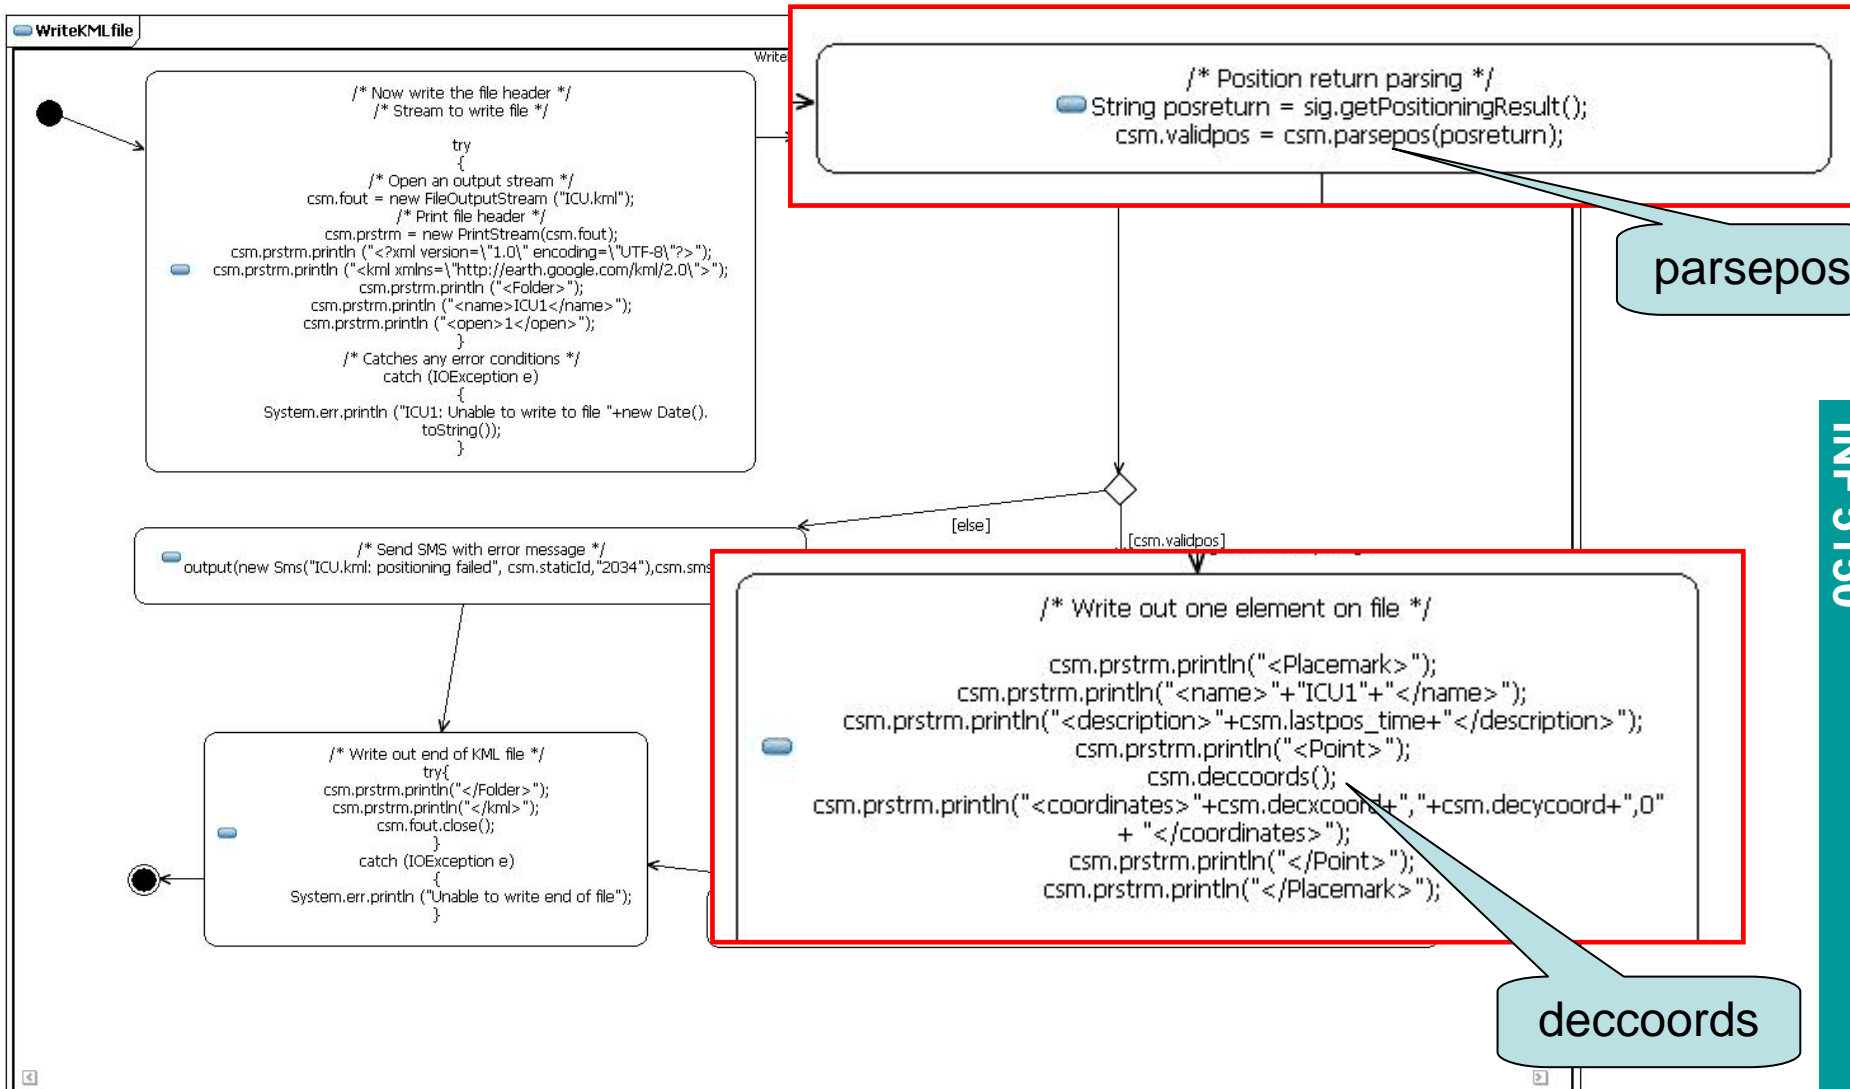 WriteKMLfile
Write
/* Now write the file header */
/* Stream to write file */
try
{
/* Open an output stream */
csm.fout = new FileOutputStream ("ICU.kml");
/* Print file header */
csm.prstrm = new PrintStream(csm.fout);
csm.prstrm.println ("<?xml version=\"1.0\" encoding=\"UTF-8\"?>");
csm.prstrm.println ("<kml xmlns=\"http://earth.google.com/kml/2.0\">");
csm.prstrm.println ("<Folder>");
csm.prstrm.println ("<name>ICU1</name>");
csm.prstrm.println ("<open>1</open>");
}
/* Catches any error conditions */
catch (IOException e)
{
System.err.println ("ICU1: Unable to write to file "+new Date().
toString());
}
/* Position return parsing */
String posreturn = sig.getPositioningResult();
csm.validpos = csm.parsepos(posreturn);
parsepos
[else]
[csm.validpos]
/* Send SMS with error message */
output(new Sms("ICU.kml: positioning failed", csm.staticId,"2034"),csm.sms
/* Write out one element on file */
csm.prstrm.println("<Placemark>");
csm.prstrm.println("<name>"+"ICU1"+"</name>");
csm.prstrm.println("<description>"+csm.lastpos_time+"</description>");
csm.prstrm.println("<Point>");
csm.deccoords();
csm.prstrm.println("<coordinates>"+csm.decxcoord+","+csm.decycoord+",0"
+ "</coordinates>");
csm.prstrm.println("</Point>");
csm.prstrm.println("</Placemark>");
deccoords
/* Write out end of KML file */
try{
csm.prstrm.println("</Folder>");
csm.prstrm.println("</kml>");
csm.fout.close();
}
catch (IOException e)
{
System.err.println ("Unable to write end of file");
}
INF 5150